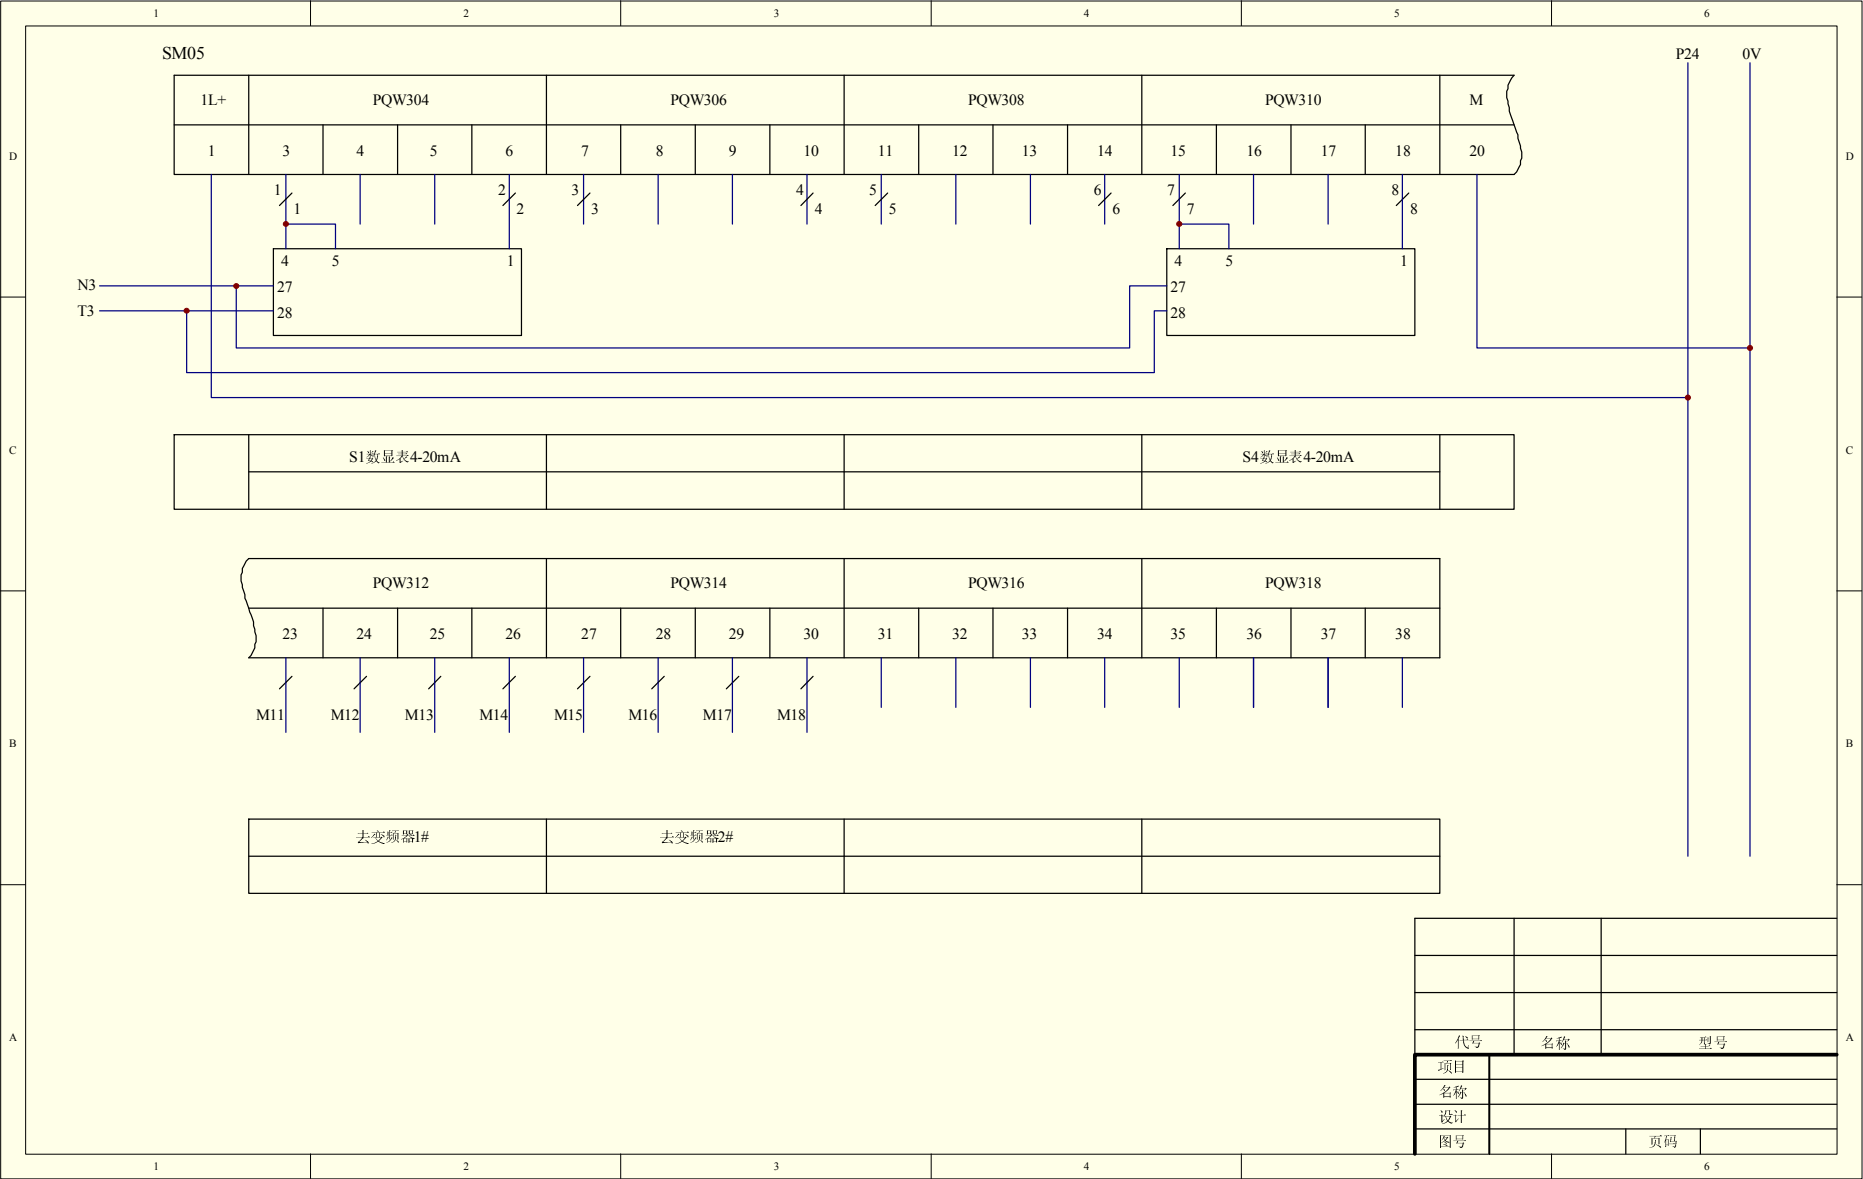 1 2 3 4 5 6
SM05 P24 0V
1L+ PQW304 PQW306 PQW308 PQW310 M
D 1 3 4 5 6 7 8 9 10 11 12 13 14 15 16 17 18 20 D
1 2 3 4 5 6 7 8
1 2 3 4 5 6 7 8
4 5 1 4 5 1
N3 27 27
T3 28 28
C S1数显表4-20mA S4数显表4-20mA C
PQW312 PQW314 PQW316 PQW318
23 24 25 26 27 28 29 30 31 32 33 34 35 36 37 38
M11 M12 M13 M14 M15 M16 M17 M18
B B
去变频器1# 去变频器2#
A 代号 名称 型号 A
项目
名称
设计
图号 页码
1 2 3 4 5 6